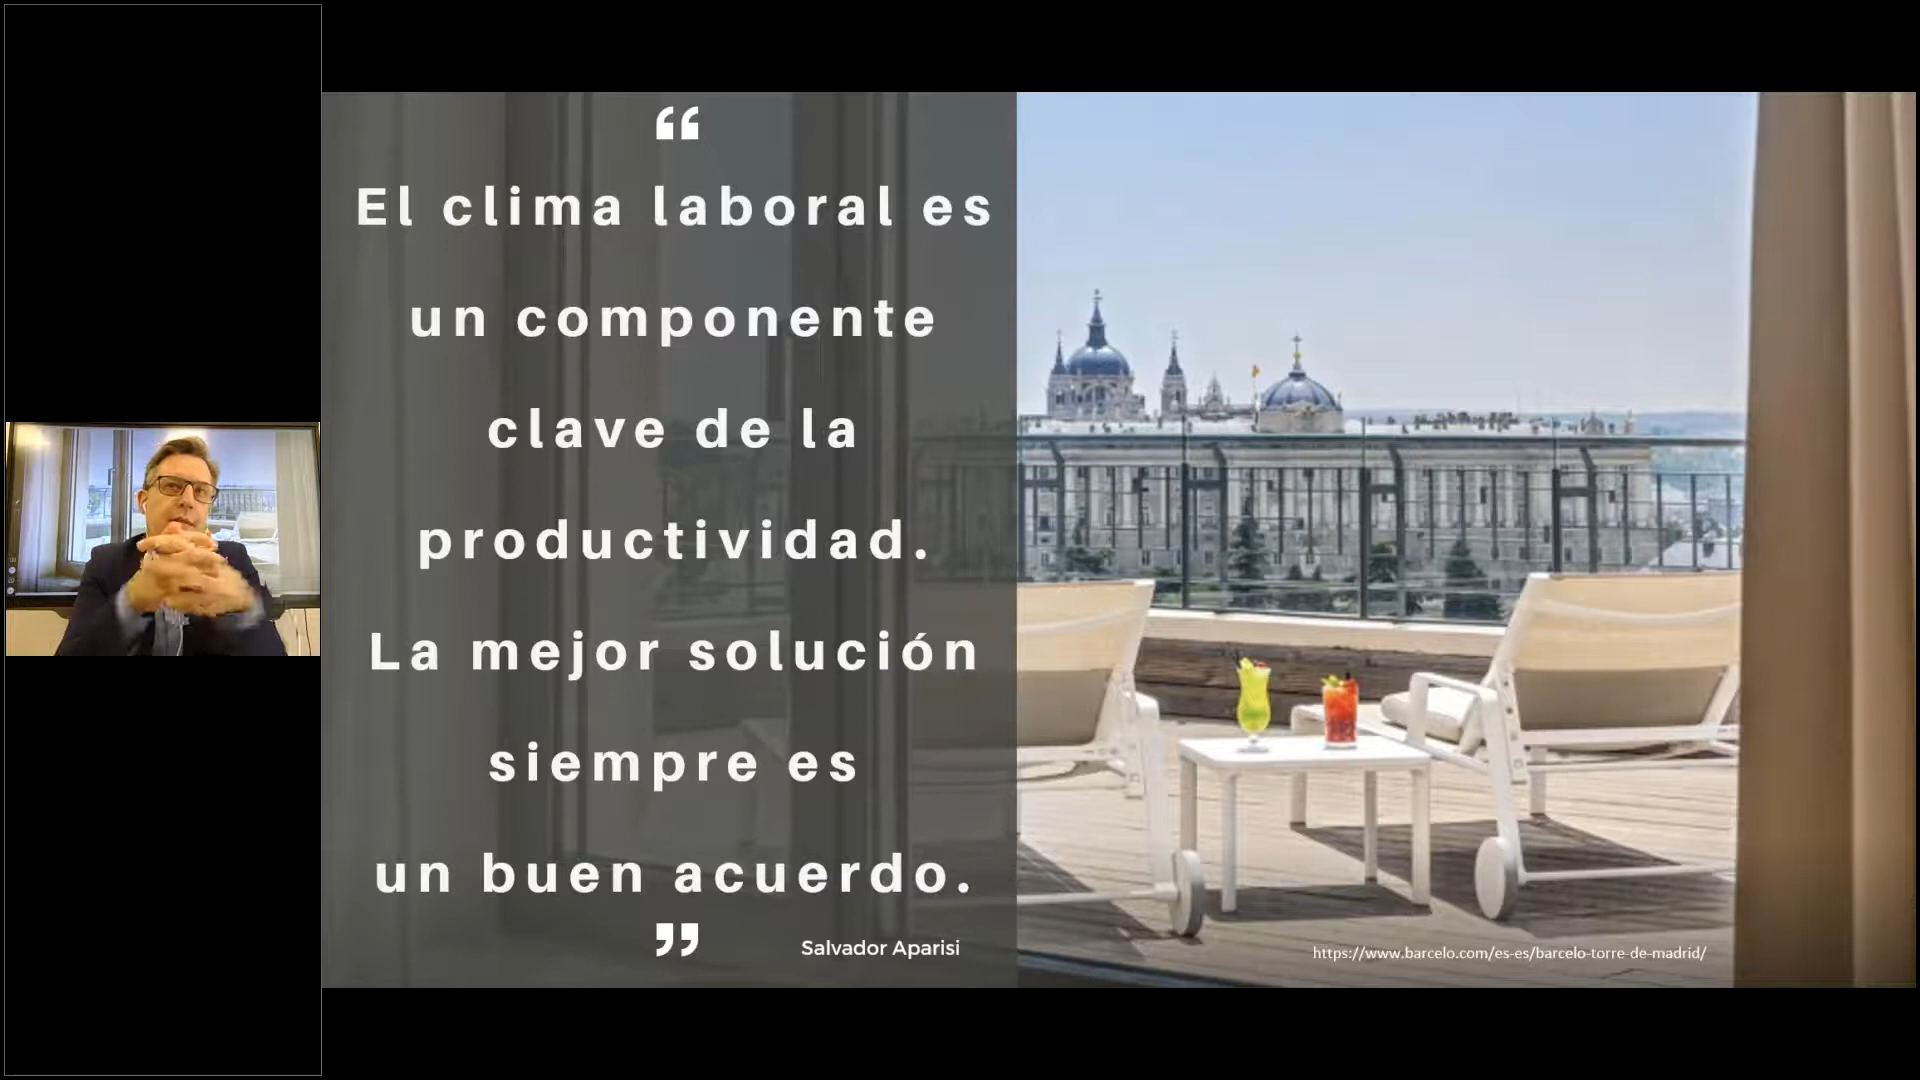 “
El clima laboral es
un componente
clave de la
productividad.
La mejor solución
siempre es
un buen acuerdo.
”
Salvador Aparisi
https://www.barcelo.com/es-es/barcelo-torre-de-madrid/